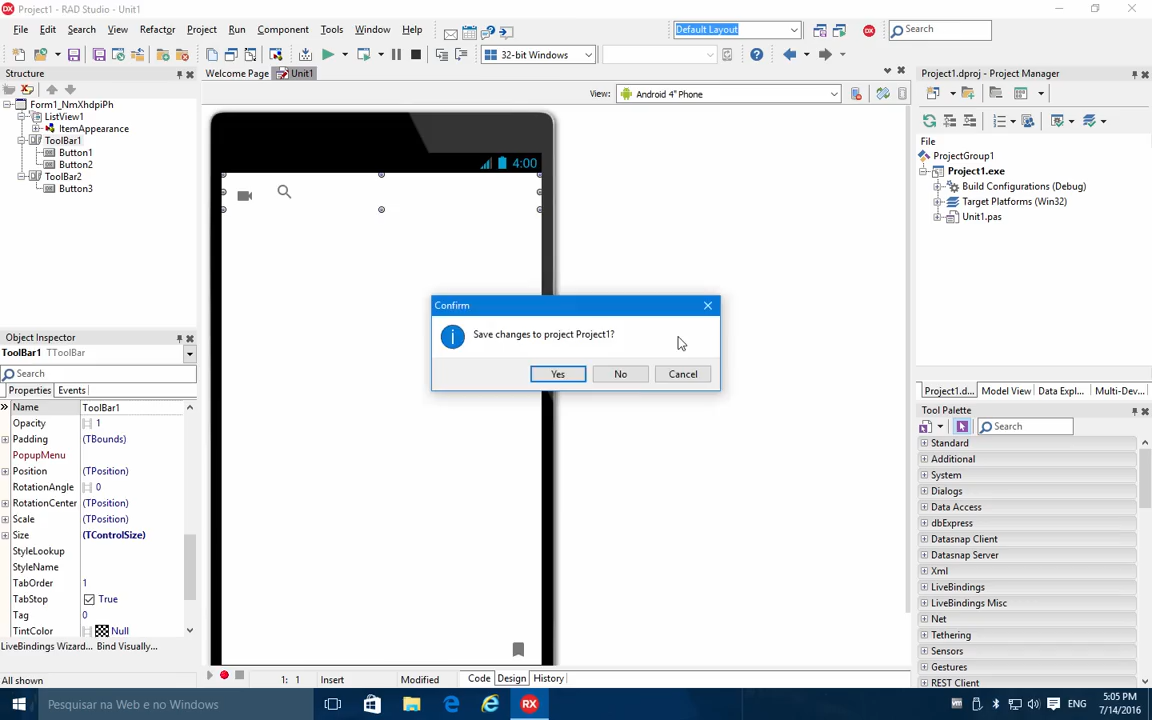 Project1 - RAD Studio - Unit1
File Edit Search View Refactor Project Run Component Tools Window Help
Default Layout
Search
32-bit Windows
Structure
Welcome Page Unit1
Form1_NmXhdpiPh
ListView1
ItemAppearance
ToolBar1
Button1
Button2
ToolBar2
Button3
View: Android 4" Phone
4:00
Confirm
Save changes to project Project1?
Yes No Cancel
Project1.dproj - Project Manager
File
ProjectGroup1
Project1.exe
Build Configurations (Debug)
Target Platforms (Win32)
Unit1.pas
Project1.d... Model View Data Expl... Multi-Dev...
Object Inspector
ToolBar1 TToolBar
Search
Properties Events
Name ToolBar1
Opacity 1
Padding (TBounds)
PopupMenu
Position (TPosition)
RotationAngle 0
RotationCenter (TPosition)
Scale (TPosition)
Size (TControlSize)
StyleLookup
StyleName
TabOrder 1
TabStop True
Tag 0
TintColor Null
LiveBindings Wizard... Bind Visually...
All shown
1: 1 Insert Modified Code Design History
Tool Palette
Search
Standard
Additional
System
Dialogs
Data Access
dbExpress
Datasnap Client
Datasnap Server
Xml
LiveBindings
LiveBindings Misc
Net
Tethering
Sensors
Gestures
REST Client
Pesquisar na Web e no Windows
RX
ENG
5:05 PM
7/14/2016